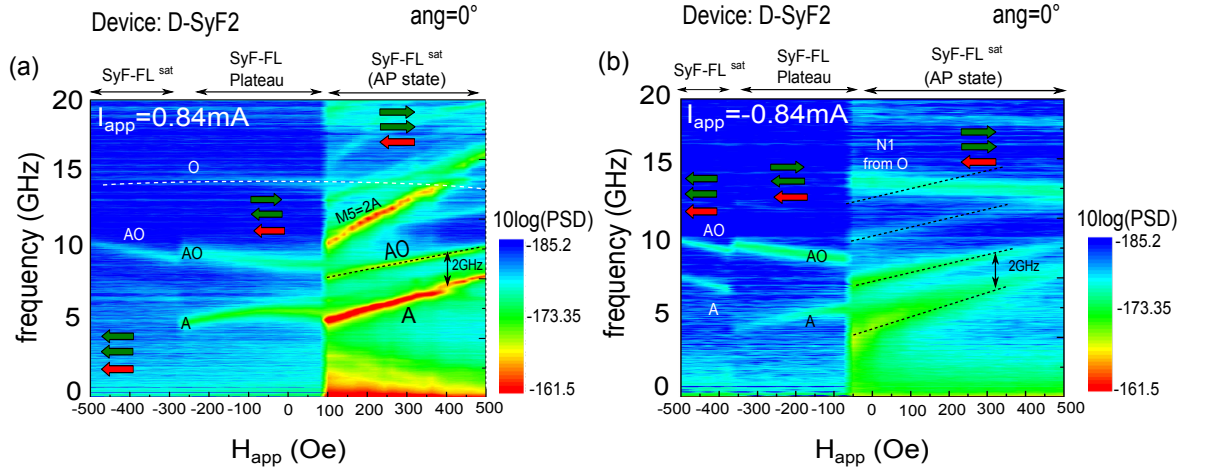 Device: D-SyF2 ang=0°
(a)
SyF-FL sat
SyF-FL
Plateau
SyF-FL sat
(AP state)
I app=0.84mA
20
15
10
5
0
frequency (GHz)
O
AO
AO
A
M5=2A
AO
2GHz
A
-500 -400 -300 -200 -100 0 100 200 300 400 500
H app (Oe)
10log(PSD)
-185.2
-173.35
-161.5
Device: D-SyF2 ang=0°
(b)
SyF-FL sat
SyF-FL
Plateau
SyF-FL sat
(AP state)
I app=-0.84mA
20
15
10
5
0
frequency (GHz)
N1
from O
AO
AO
A
A
2GHz
-500 -400 -300 -200 -100 0 100 200 300 400 500
H app (Oe)
10log(PSD)
-185.2
-173.35
-161.5